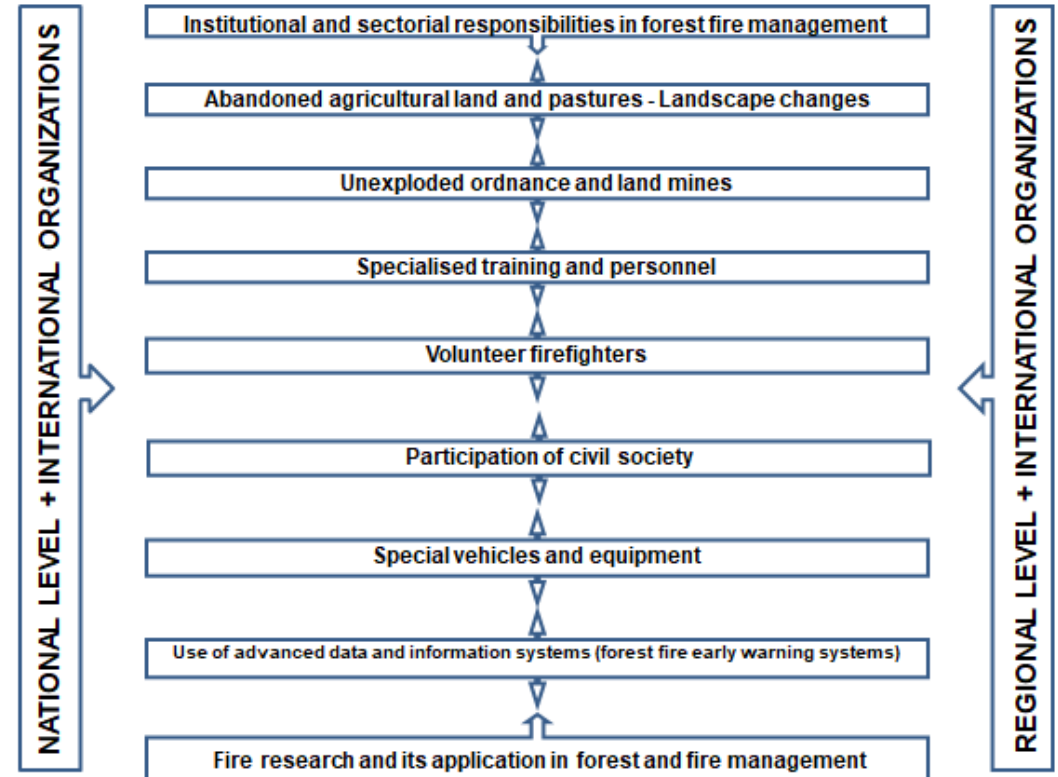 NATIONAL LEVEL + INTERNATIONAL ORGANIZATIONS
Institutional and sectorial responsibilities in forest fire management
Abandoned agricultural land and pastures - Landscape changes
Unexploded ordnance and land mines
Specialised training and personnel
Volunteer firefighters
Participation of civil society
Special vehicles and equipment
Use of advanced data and information systems (forest fire early warning systems)
Fire research and its application in forest and fire management
REGIONAL LEVEL + INTERNATIONAL ORGANIZATIONS